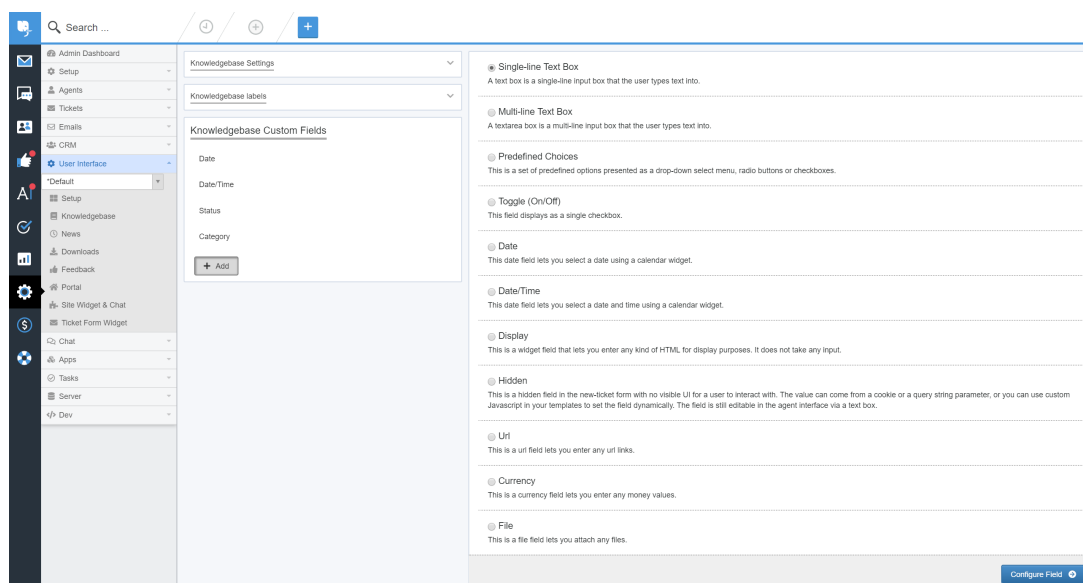 Search ...
Admin Dashboard
Setup
Agents
Tickets
Emails
CRM
User Interface
*Default
Setup
Knowledgebase
News
Downloads
Feedback
Portal
Site Widget & Chat
Ticket Form Widget
Chat
Apps
Tasks
Server
</> Dev
Knowledgebase Settings
Knowledgebase labels
Knowledgebase Custom Fields
Date
Date/Time
Status
Category
+ Add
Single-line Text Box
A text box is a single-line input box that the user types text into.
Multi-line Text Box
A textarea box is a multi-line input box that the user types text into.
Predefined Choices
This is a set of predefined options presented as a drop-down select menu, radio buttons or checkboxes.
Toggle (On/Off)
This field displays as a single checkbox.
Date
This date field lets you select a date using a calendar widget.
Date/Time
This date field lets you select a date and time using a calendar widget.
Display
This is a widget field that lets you enter any kind of HTML for display purposes. It does not take any input.
Hidden
This is a hidden field in the new-ticket form with no visible UI for a user to interact with. The value can come from a cookie or a query string parameter, or you can use custom
Javascript in your templates to set the field dynamically. The field is still editable in the agent interface via a text box.
Url
This is a url field lets you enter any url links.
Currency
This is a currency field lets you enter any money values.
File
This is a file field lets you attach any files.
Configure Field